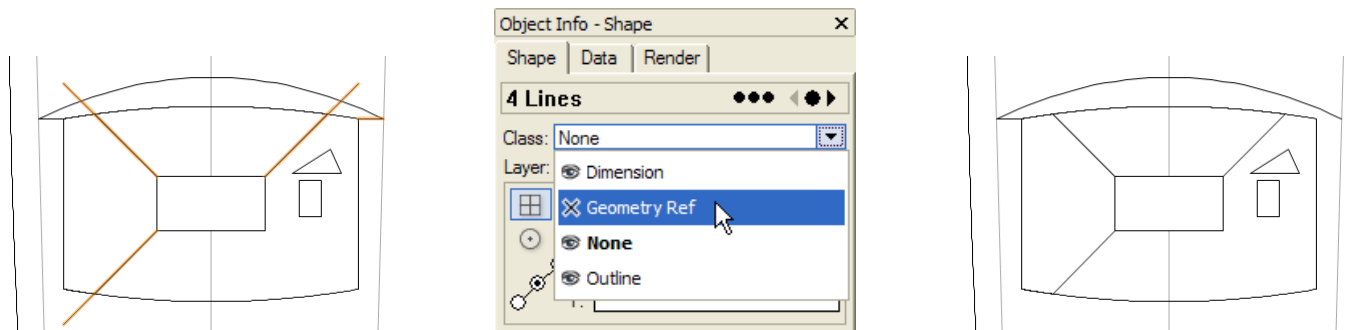 Object Info - Shape
Shape Data Render
4 Lines
Class: None
Layer:
Dimension
Geometry Ref
None
Outline